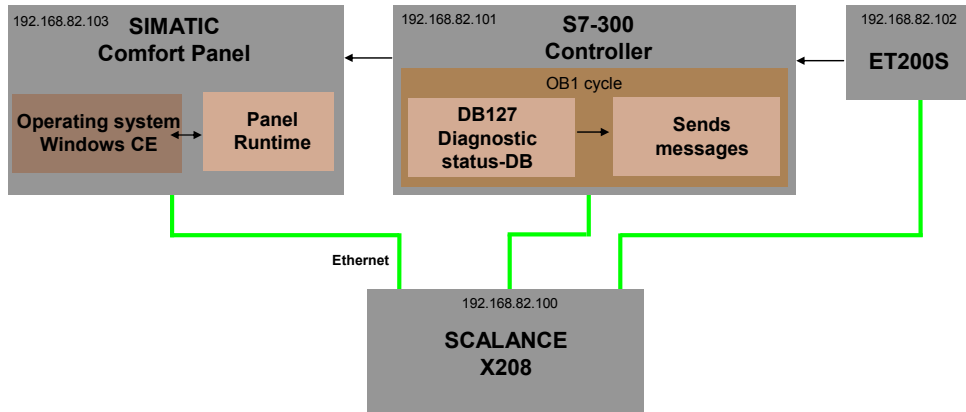 192.168.82.103
SIMATIC
Comfort Panel
Operating system
Windows CE
Panel
Runtime
192.168.82.101
S7-300
Controller
OB1 cycle
DB127
Diagnostic
status-DB
Sends
messages
192.168.82.102
ET200S
Ethernet
192.168.82.100
SCALANCE
X208